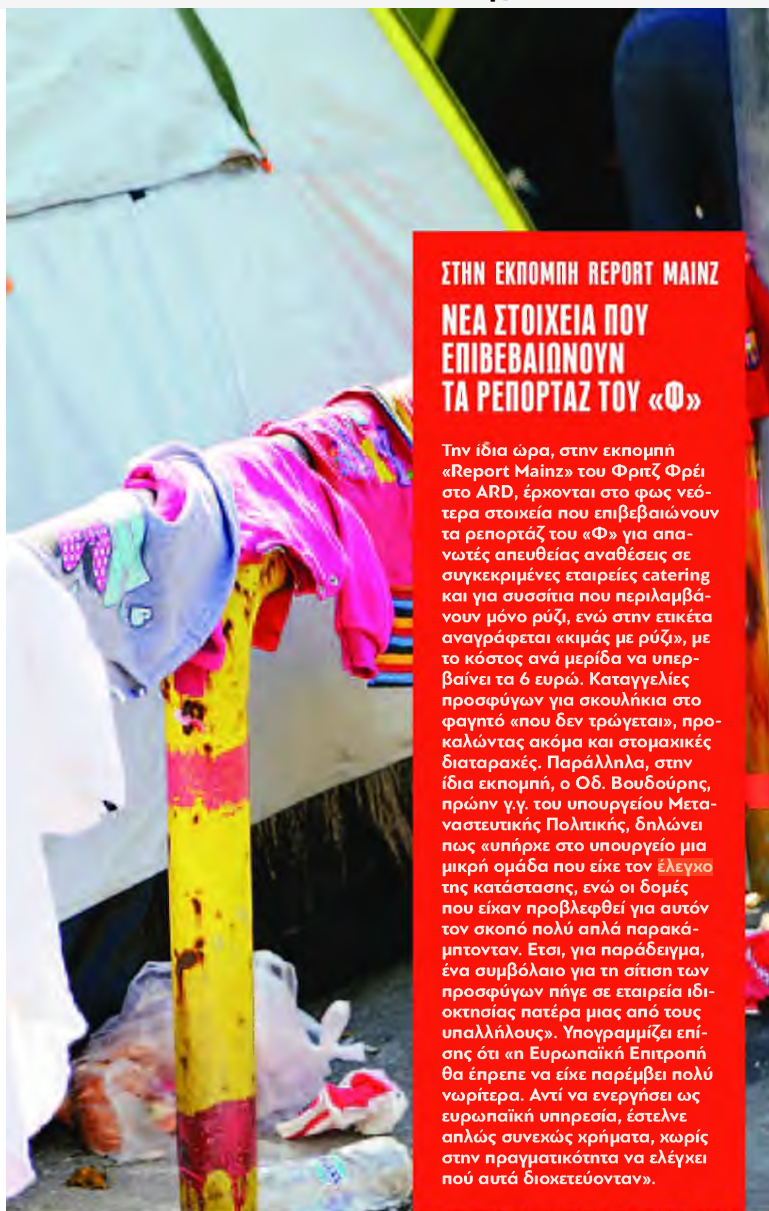 ΣΤΗΝ ΕΚΠΟΜΠΗ REPORT MAINZ
ΝΕΑ ΣΤΟΙΧΕΙΑ ΠΟΥ
ΕΠΙΒΕΒΑΙΩΝΟΥΝ
ΤΑ ΡΕΠΟΡΤΑΖ ΤΟΥ «Φ»
Την ίδια ώρα, στην εκπομπή
«Report Mainz» του Φριτζ Φρέι
στο ARD, έρχονται στο φως νεό-
τερα στοιχεία που επιβεβαιώνουν
τα ρεπορτάζ του «Φ» για απα-
νωτές απευθείας αναθέσεις σε
συγκεκριμένες εταιρείες catering
και για συσσίτια που περιλαμβά-
νουν μόνο ρύζι, ενώ στην ετικέτα
αναγράφεται «κιμάς με ρύζι», με
το κόστος ανά μερίδα να υπερ-
βαίνει τα 6 ευρώ. Καταγγελίες
προσφύγων για σκουλήκια στο
φαγητό «που δεν τρώγεται», προ-
καλώντας ακόμα και στομαχικές
διαταραχές. Παράλληλα, στην
ίδια εκπομπή, ο Οδ. Βουδούρης,
πρώην γ.γ. του υπουργείου Μετα-
ναστευτικής Πολιτικής, δηλώνει
πως «υπήρχε στο υπουργείο μια
μικρή ομάδα που είχε τον έλεγχο
της κατάστασης, ενώ οι δομές
που είχαν προβλεφθεί για αυτόν
τον σκοπό πολύ απλά παρακά-
μπτονταν. Ετσι, για παράδειγμα,
ένα συμβόλαιο για τη σίτιση των
προσφύγων πήγε σε εταιρεία ιδι-
οκτησίας πατέρα μιας από τους
υπαλλήλους». Υπογραμμίζει επί-
σης ότι «η Ευρωπαϊκή Επιτροπή
θα έπρεπε να είχε παρέμβει πολύ
νωρίτερα. Αντί να ενεργήσει ως
ευρωπαϊκή υπηρεσία, έστελνε
απλώς συνεχώς χρήματα, χωρίς
στην πραγματικότητα να ελέγχει
πού αυτά διοχετεύονταν».